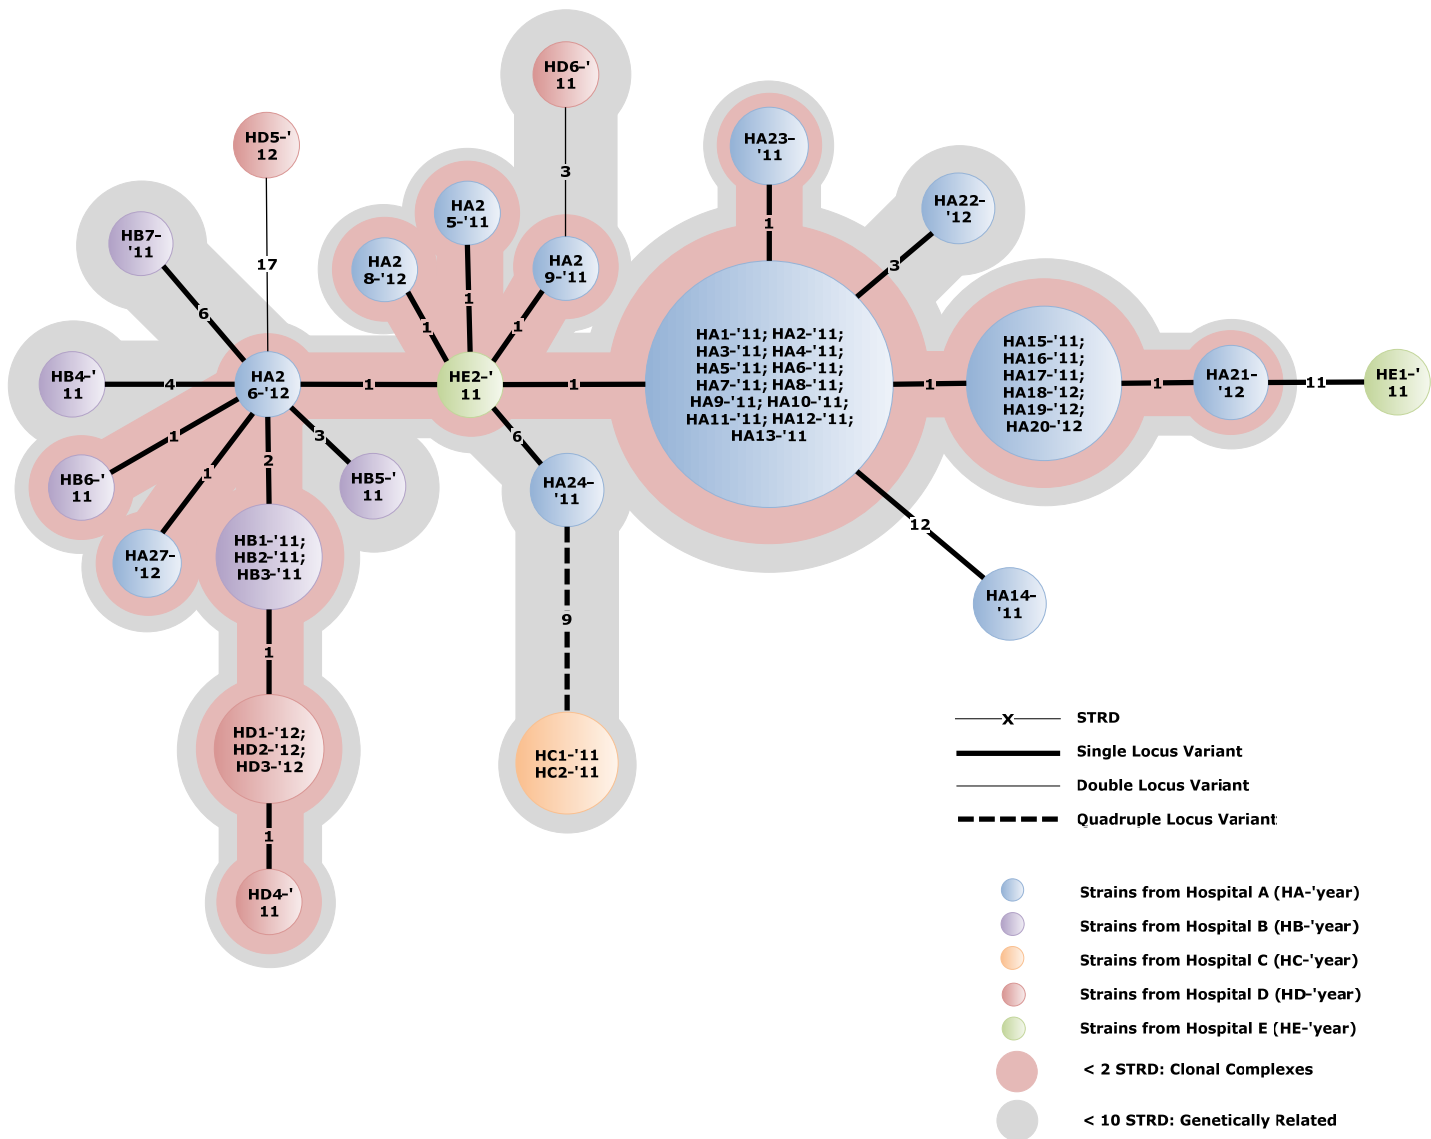 HD6-'
11
HD5-'
12
3
HA23-
'11
HA2
5-'11
HA22-
'12
HB7-
'11
HA2
8-'12
HA2
9-'11
1
17
3
1
6
1
1
HA1-'11; HA2-'11;
HA3-'11; HA4-'11;
HA5-'11; HA6-'11;
HA7-'11; HA8-'11;
HA9-'11; HA10-'11;
HA11-'11; HA12-'11;
HA13-'11
HA15-'11;
HA16-'11;
HA17-'11;
HA18-'12;
HA19-'12;
HA20-'12
HB4-'
11
4
HA2
6-'12
1
HE2-'
11
1
1
1
HA21-
'12
11
HE1-'
11
1
3
6
2
1
HB6-'
11
HB5-'
11
HA24-
'11
12
HB1-'11;
HB2-'11;
HB3-'11
HA27-
'12
HA14-
'11
9
1
HD1-'12;
HD2-'12;
HD3-'12
HC1-'11
HC2-'11
1
HD4-'
11
x STRD
Single Locus Variant
Double Locus Variant
Quadruple Locus Variant
Strains from Hospital A (HA-'year)
Strains from Hospital B (HB-'year)
Strains from Hospital C (HC-'year)
Strains from Hospital D (HD-'year)
Strains from Hospital E (HE-'year)
< 2 STRD: Clonal Complexes
< 10 STRD: Genetically Related